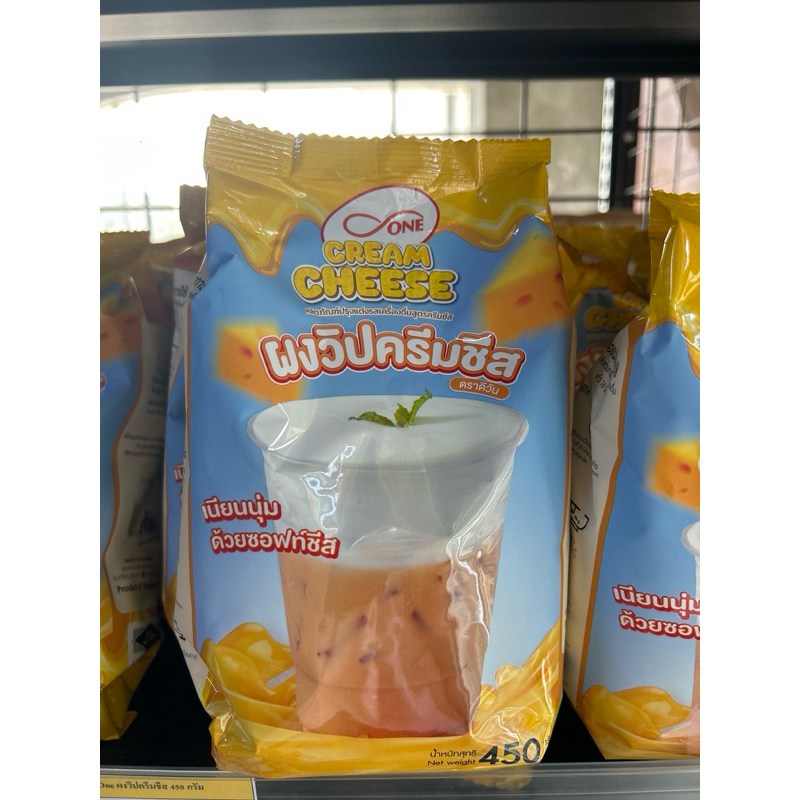 ONE
CREAM
CHEESE
ผลิตภัณฑ์ปรุงแต่งรสเครื่องดื่มสูตรครีมชีส
ผงวิปครีมชีส
ตราดีวัน
เนียนนุ่ม
ด้วยซอฟท์ชีส
น้ำหนักสุทธิ
Net weight 450
เนียนนุ่ม
ด้วยซอฟ
One ผงวิปครีมชีส 450 กรัม